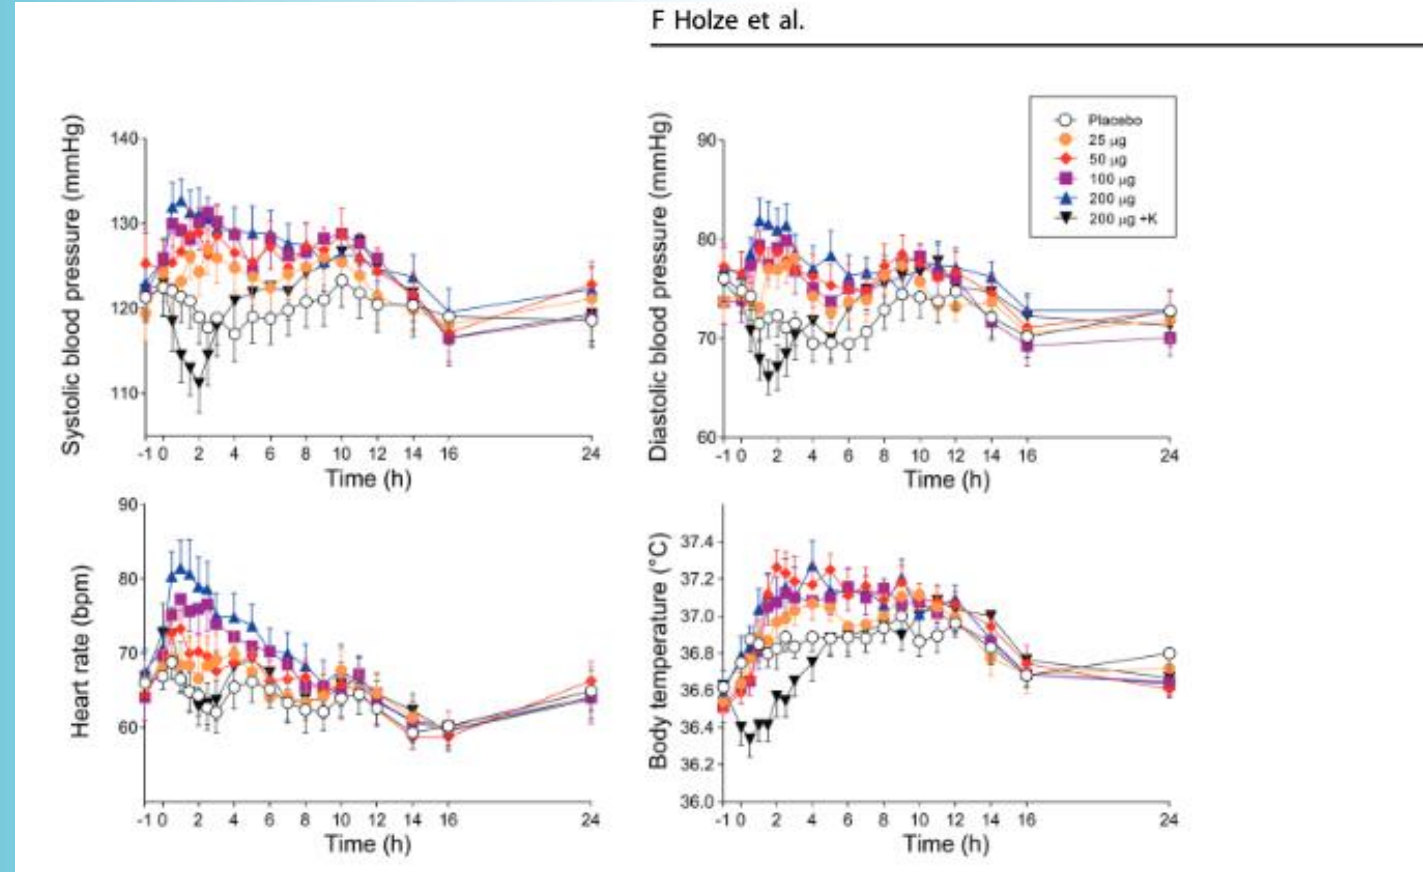 F Holze et al.
Systolic blood pressure (mmHg)
140
130
120
110
-1 0 2 4 6 8 10 12 14 16 24
Time (h)
Diastolic blood pressure (mmHg)
90
80
70
60
-1 0 2 4 6 8 10 12 14 16 24
Time (h)
Placebo
25 µg
50 µg
100 µg
200 µg
200 µg +K
Heart rate (bpm)
90
80
70
60
-1 0 2 4 6 8 10 12 14 16 24
Time (h)
Body temperature (°C)
37.4
37.2
37.0
36.8
36.6
36.4
36.2
36.0
-1 0 2 4 6 8 10 12 14 16 24
Time (h)